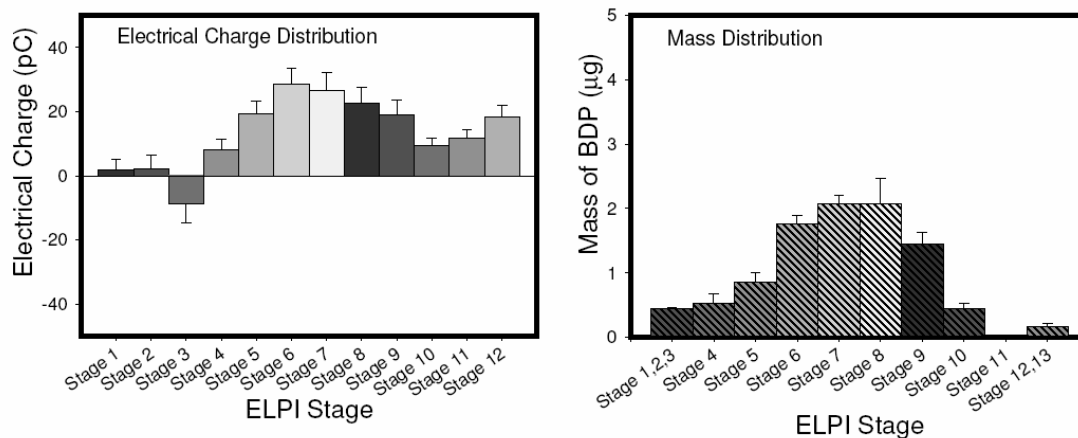 Electrical Charge Distribution
Electrical Charge (pC)
40
20
0
-20
-40
Stage 1
Stage 2
Stage 3
Stage 4
Stage 5
Stage 6
Stage 7
Stage 8
Stage 9
Stage 10
Stage 11
Stage 12
ELPI Stage
Mass Distribution
Mass of BDP (µg)
5
4
3
2
1
0
Stage 1,2,3
Stage 4
Stage 5
Stage 6
Stage 7
Stage 8
Stage 9
Stage 10
Stage 11
Stage 12,13
ELPI Stage